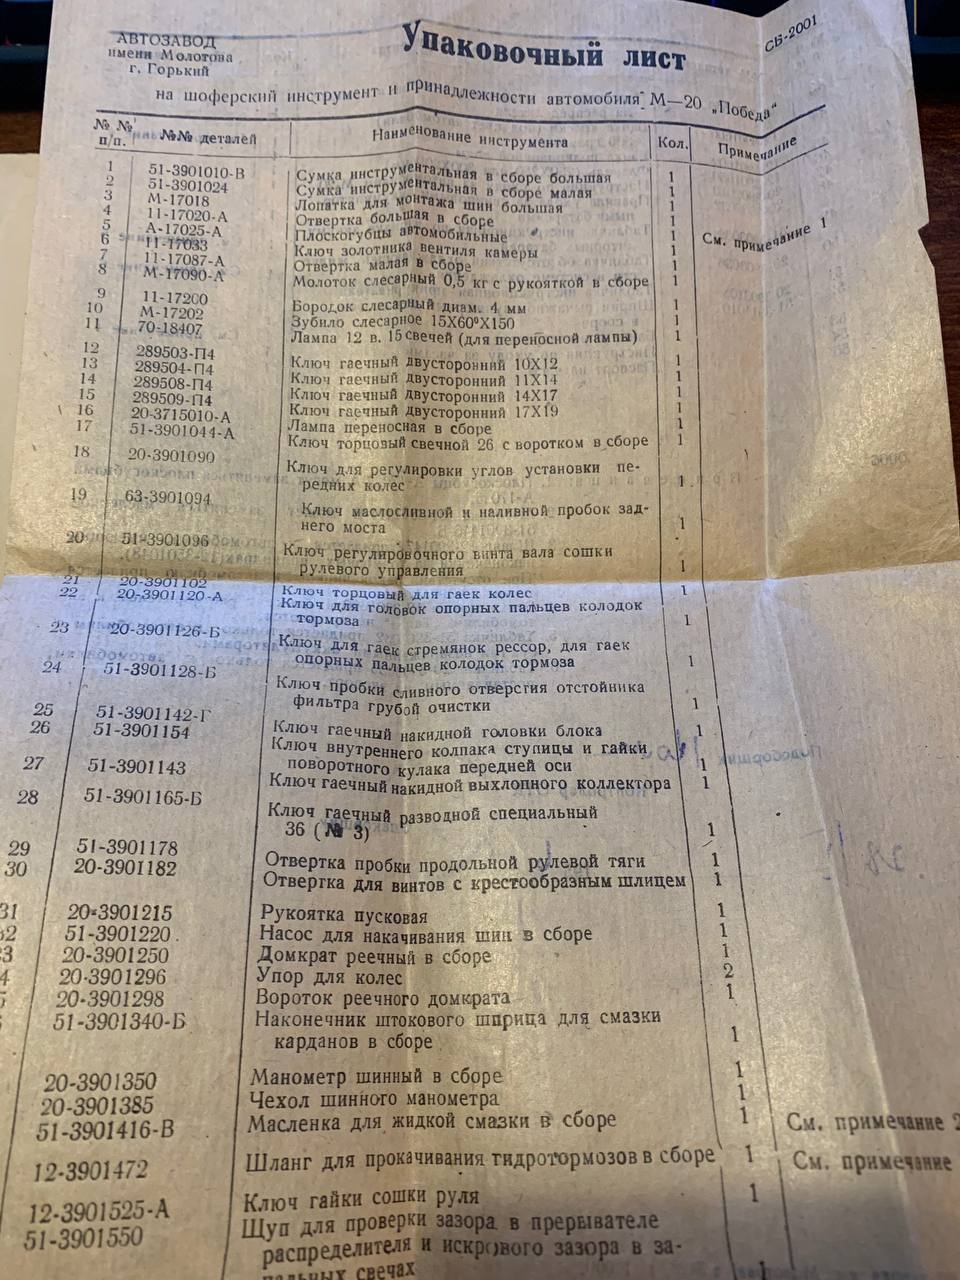 АВТОЗАВОД
имени Молотова
г. Горький
СБ-2001
Упаковочный лист
на шоферский инструмент и принадлежности автомобиля М—20 „Победа“
№ № п/п. №№ деталей Наименование инструмента Кол. Примечание
1 51-3901010-В Сумка инструментальная в сборе большая 1
2 51-3901024 Сумка инструментальная в сборе малая 1
3 М-17018 Лопатка для монтажа шин большая 1
4 11-17020-А Отвертка большая в сборе 1
5 А-17025-А Плоскогубцы автомобильные 1 См. примечание 1
6 11-17033 Ключ золотника вентиля камеры 1
7 11-17087-А Отвертка малая в сборе 1
8 М-17090-А Молоток слесарный 0,5 кг с рукояткой в сборе 1
9 11-17200 Бородок слесарный диам. 4 мм 1
10 М-17202 Зубило слесарное 15X60⁰X150 1
11 70-18407 Лампа 12 в. 15 свечей (для переносной лампы) 1
12 289503-П4 Ключ гаечный двусторонний 10X12 1
13 289504-П4 Ключ гаечный двусторонний 11X14 1
14 289508-П4 Ключ гаечный двусторонний 14X17 1
15 289509-П4 Ключ гаечный двусторонний 17X19 1
16 20-3715010-А Лампа переносная в сборе 1
17 51-3901044-А Ключ торцовый свечной 26 с воротком в сборе 1
18 20-3901090 Ключ для регулировки углов установки пе-
редних колес 1
19 63-3901094 Ключ маслосливной и наливной пробок зад-
него моста 1
20 51-3901096 Ключ регулировочного винта вала сошки
рулевого управления 1
21 20-3901102 Ключ торцовый для гаек колес 1
22 20-3901120-А Ключ для головок опорных пальцев колодок
тормоза 1
23 20-3901126-Б Ключ для гаек стремянок рессор, для гаек
опорных пальцев колодок тормоза 1
24 51-3901128-Б Ключ пробки сливного отверстия отстойника
фильтра грубой очистки 1
25 51-3901142-Г Ключ гаечный накидной головки блока 1
26 51-3901154 Ключ внутреннего колпака ступицы и гайки
поворотного кулака передней оси 1
27 51-3901143 Ключ гаечный накидной выхлопного коллектора 1
28 51-3901165-Б Ключ гаечный разводной специальный
36 (№ 3) 1
29 51-3901178 Отвертка пробки продольной рулевой тяги 1
30 20-3901182 Отвертка для винтов с крестообразным шлицем 1
31 20-3901215 Рукоятка пусковая 1
32 51-3901220 Насос для накачивания шин в сборе 1
3 20-3901250 Домкрат реечный в сборе 1
4 20-3901296 Упор для колес 2
20-3901298 Вороток реечного домкрата 1
51-3901340-Б Наконечник штокового шприца для смазки
карданов в сборе 1
20-3901350 Манометр шинный в сборе 1
20-3901385 Чехол шинного манометра 1
51-3901416-В Масленка для жидкой смазки в сборе 1 См. примечание 2
12-3901472 Шланг для прокачивания гидротормозов в сборе 1 См. примечание
12-3901525-А Ключ гайки сошки руля 1
51-3901550 Щуп для проверки зазора в прерывателе
распределителя и искрового зазора в за-
пальных свечах 1